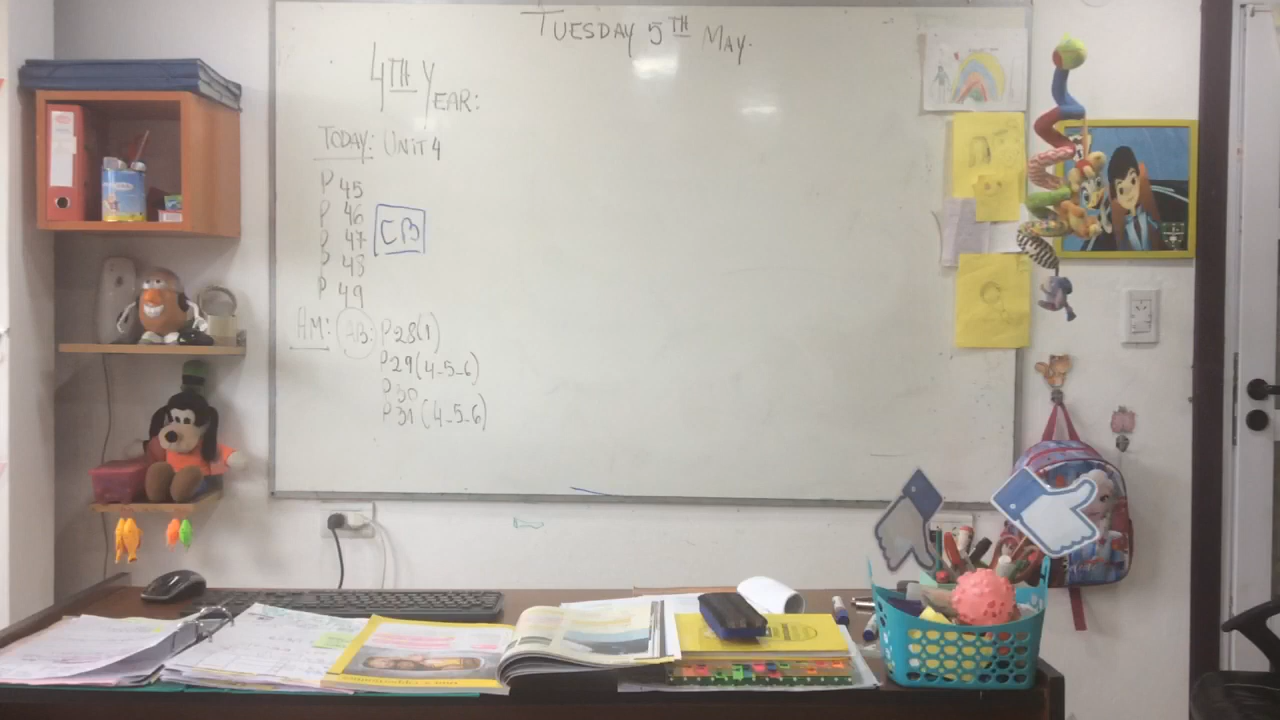 TUESDAY 5TH MAY.
4TH YEAR:
TODAY: UNIT 4
P 45
P 46
P 47
P 48
P 49
CB
HM: AB: P28(1)
P29(4-5-6)
P30
P31(4-5-6)